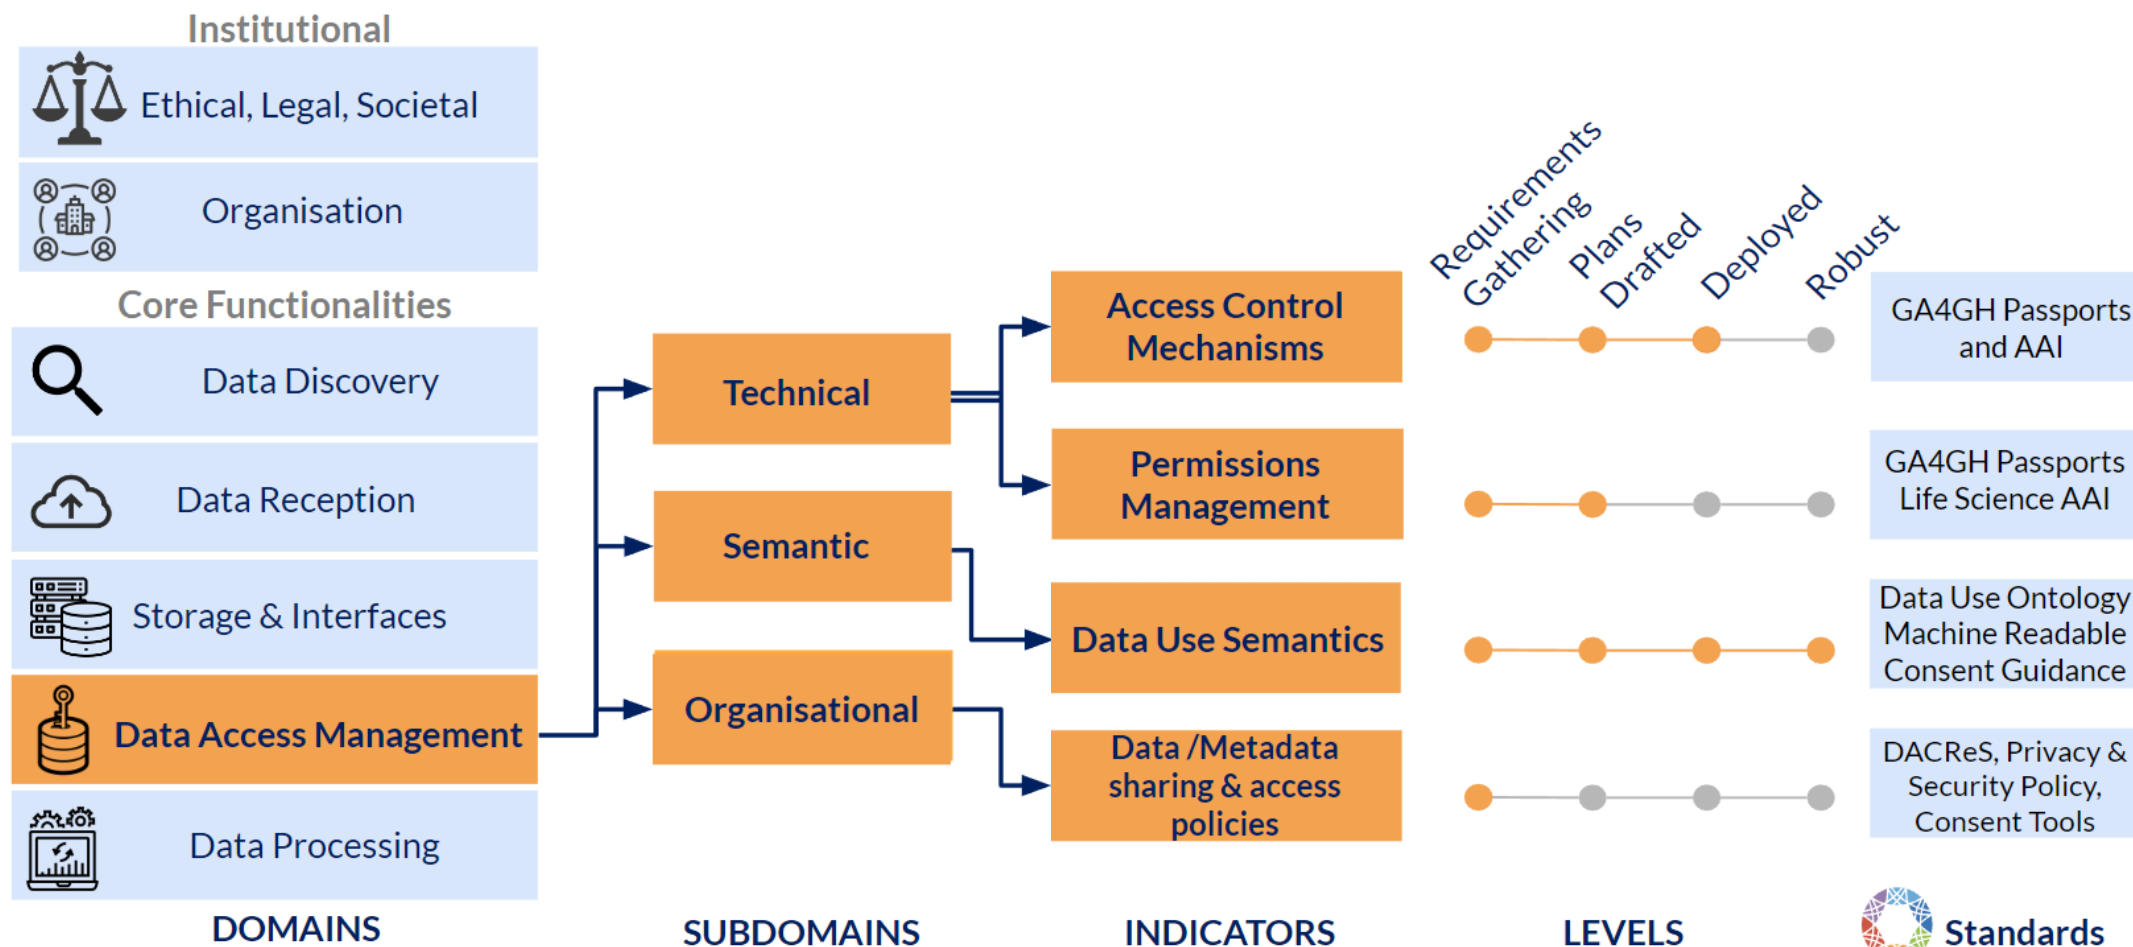 Institutional
Ethical, Legal, Societal
Organisation
Core Functionalities
Data Discovery
Data Reception
Storage & Interfaces
Data Access Management
Data Processing
DOMAINS
Technical
Semantic
Organisational
SUBDOMAINS
Access Control
Mechanisms
Permissions
Management
Data Use Semantics
Data /Metadata
sharing & access
policies
INDICATORS
Requirements
Gathering
Plans
Drafted
Deployed
Robust
LEVELS
GA4GH Passports
and AAI
GA4GH Passports
Life Science AAI
Data Use Ontology
Machine Readable
Consent Guidance
DACReS, Privacy &
Security Policy,
Consent Tools
Standards